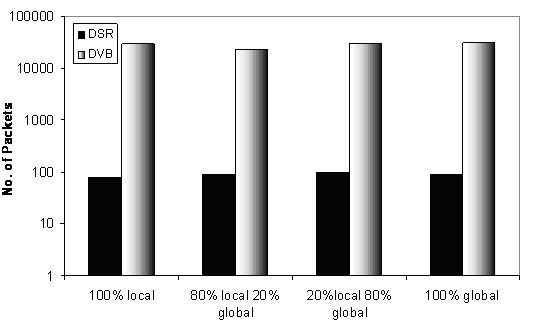 100000
10000
1000
100
10
1
No. of Packets
DSR
DVB
100% local
80% local 20%
global
20%local 80%
global
100% global